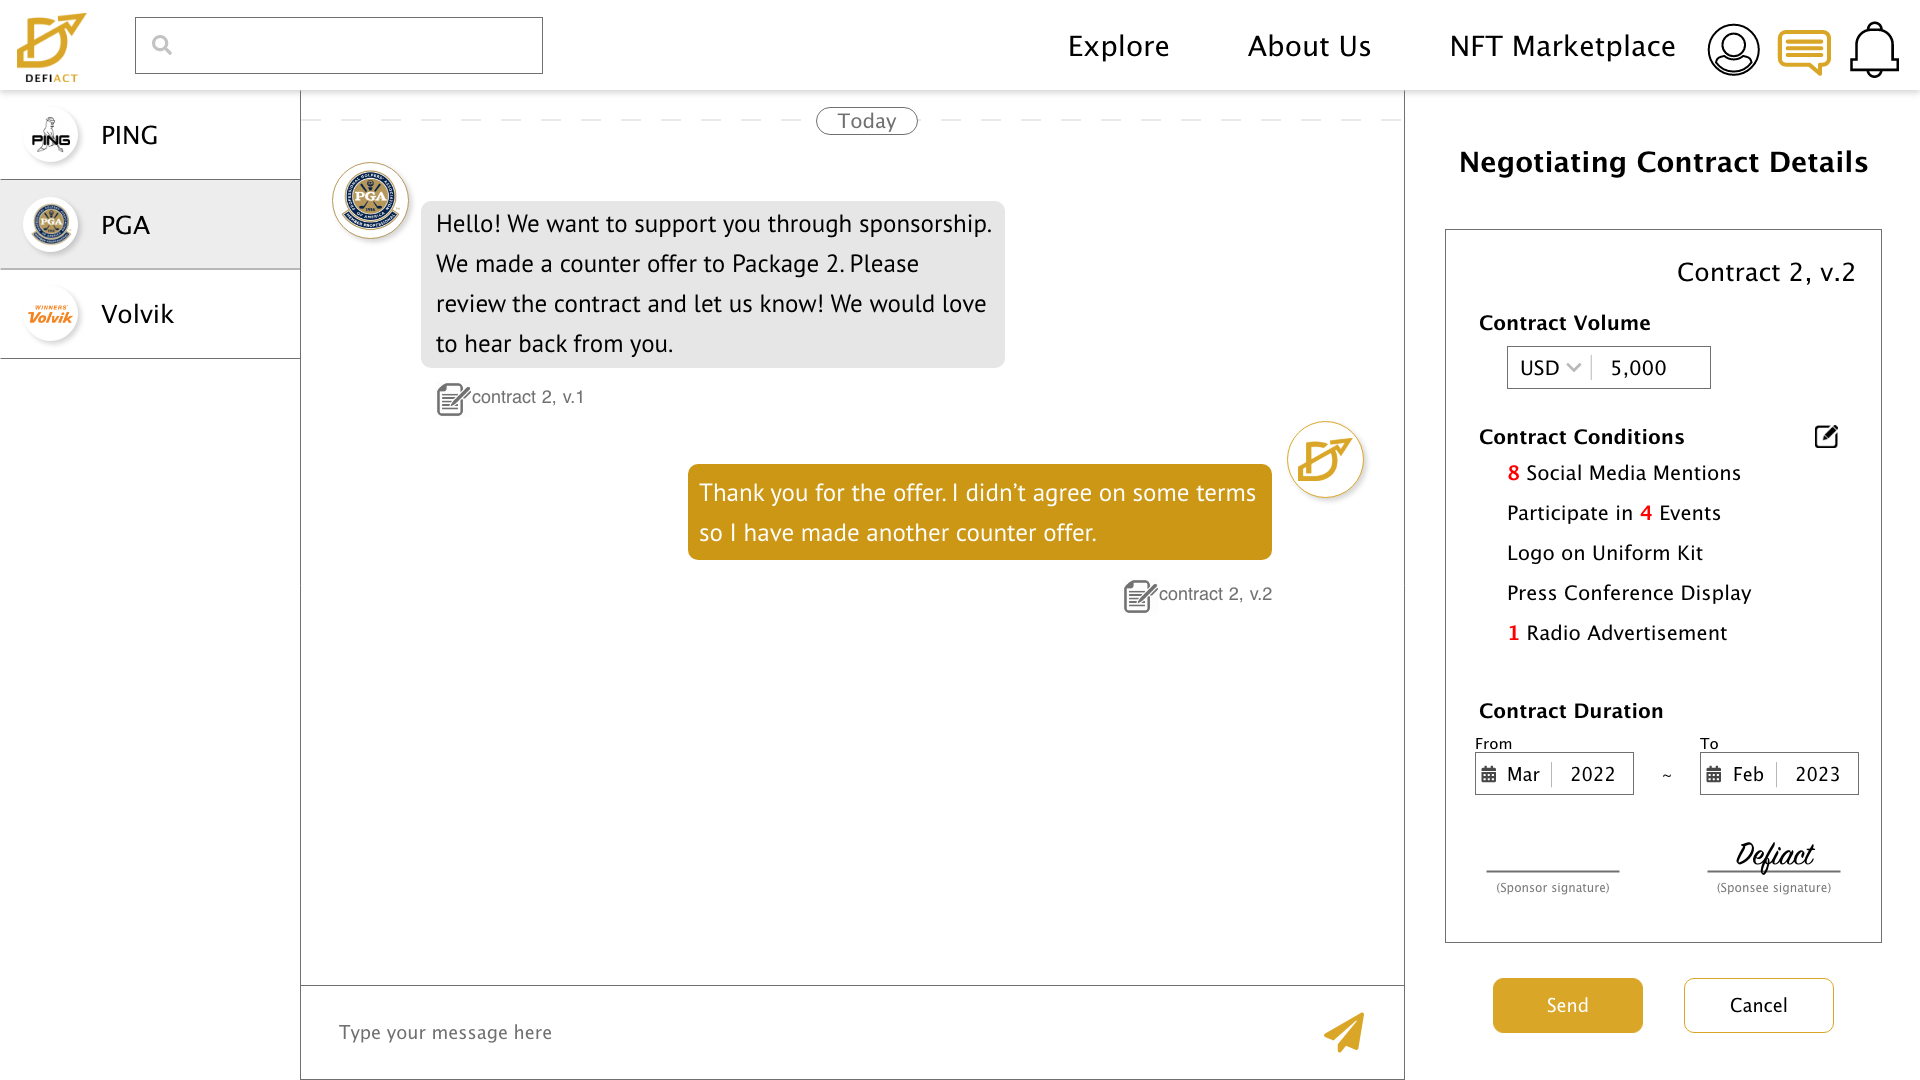 DEFIACT
Explore
About Us
NFT Marketplace
PING
PING
PGA
PGA
WINNERS'
Volvik
Volvik
Today
PGA
Hello! We want to support you through sponsorship.
We made a counter offer to Package 2. Please
review the contract and let us know! We would love
to hear back from you.
contract 2, v.1
Thank you for the offer. I didn’t agree on some terms
so I have made another counter offer.
contract 2, v.2
Type your message here
Negotiating Contract Details
Contract 2, v.2
Contract Volume
USD 5,000
Contract Conditions
8 Social Media Mentions
Participate in 4 Events
Logo on Uniform Kit
Press Conference Display
1 Radio Advertisement
Contract Duration
From To
Mar 2022 ~ Feb 2023
Defiact
(Sponsor signature) (Sponsee signature)
Send Cancel